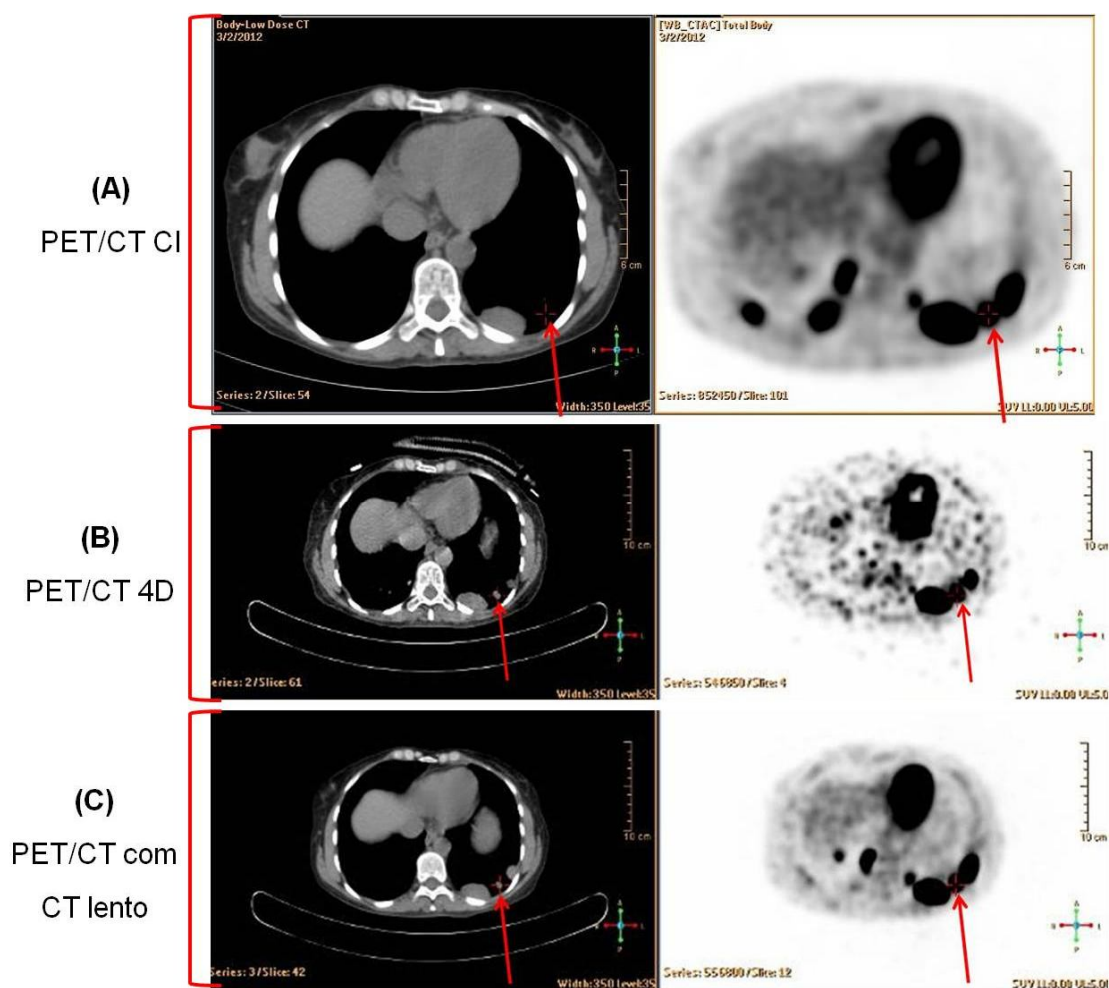 (A)
PET/CT CI
Body-Low Dose CT
3/2/2012
6 cm
R
A
L
P
Series: 2/Slice: 54
Width:350 Level:35
[WB_CTAC] Total Body
3/2/2012
6 cm
R
A
L
P
Series: 852450/Slice: 101
SUV LL:0.00 UL:5.00
(B)
PET/CT 4D
10 cm
R
A
L
P
Series: 2/Slice: 61
Width:350 Level:35
10 cm
R
A
L
P
Series: 546850/Slice: 4
SUV LL:0.00 UL:5.0
(C)
PET/CT com
CT lento
10 cm
R
A
L
P
Series: 3/Slice: 42
Width:350 Level:35
10 cm
R
A
L
P
Series: 556800/Slice: 12
SUV LL:0.00 UL:5.0